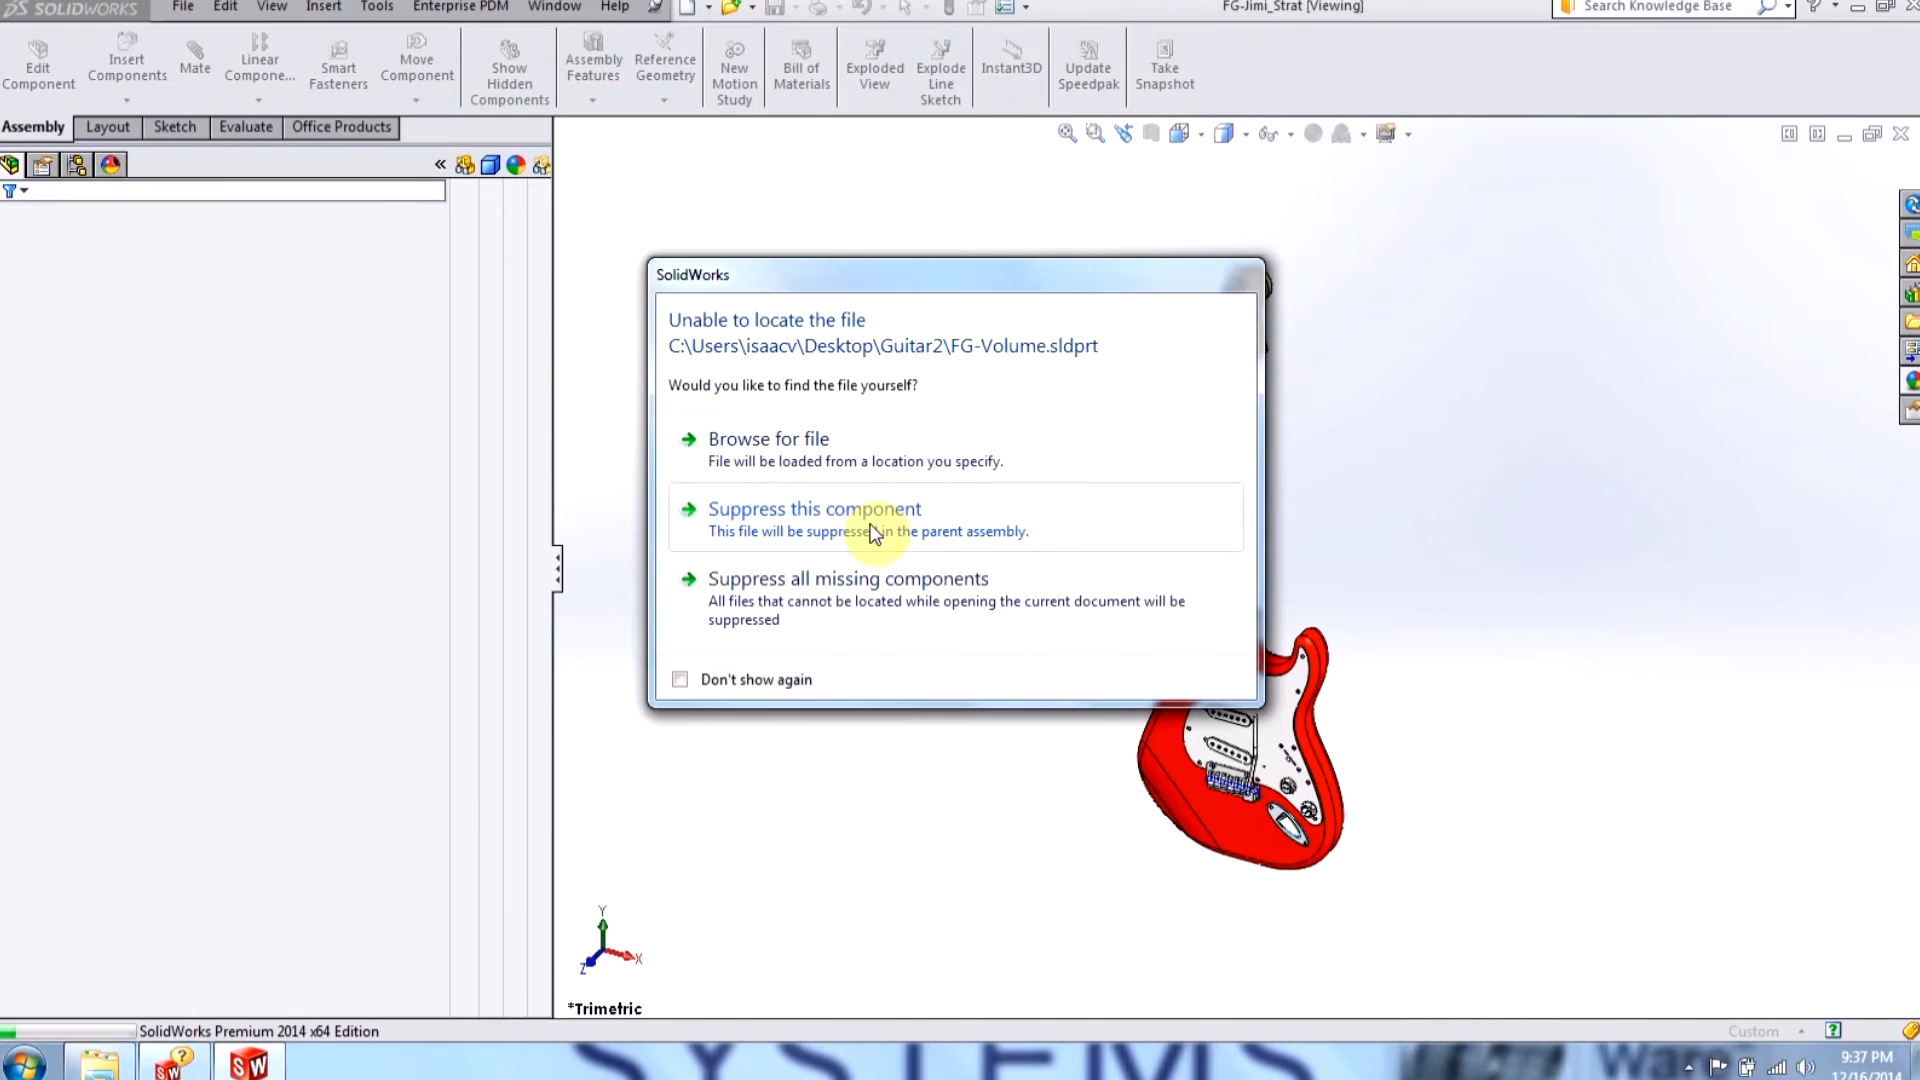 SOLIDWORKS File Edit View Insert Tools Enterprise PDM Window Help FG-Jimi_Strat [Viewing] Search Knowledge Base
Edit Component
Insert Components
Mate
Linear Compone...
Smart Fasteners
Move Component
Show Hidden Components
Assembly Features
Reference Geometry
New Motion Study
Bill of Materials
Exploded View
Explode Line Sketch
Instant3D
Update Speedpak
Take Snapshot
Assembly Layout Sketch Evaluate Office Products
SolidWorks
Unable to locate the file
C:\Users\isaacv\Desktop\Guitar2\FG-Volume.sldprt
Would you like to find the file yourself?
Browse for file
File will be loaded from a location you specify.
Suppress this component
This file will be suppressed in the parent assembly.
Suppress all missing components
All files that cannot be located while opening the current document will be
suppressed
Don't show again
Y
X
Z
*Trimetric
SolidWorks Premium 2014 x64 Edition Custom
SYSTEMS
9:37 PM
12/16/2014